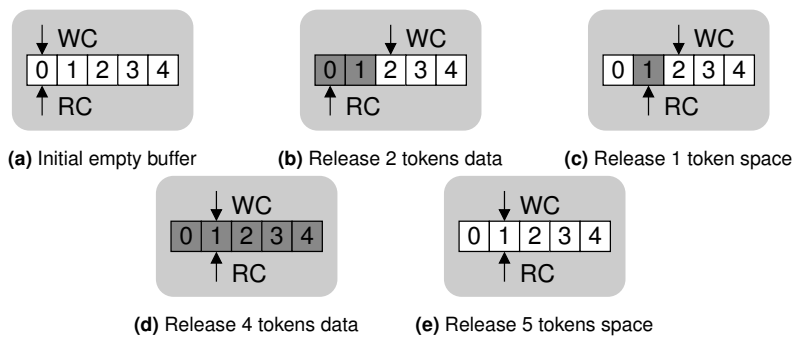 WC WC WC
0 1 2 3 4 0 1 2 3 4 0 1 2 3 4
RC RC RC
(a) Initial empty buffer (b) Release 2 tokens data (c) Release 1 token space
WC WC
0 1 2 3 4 0 1 2 3 4
RC RC
(d) Release 4 tokens data (e) Release 5 tokens space